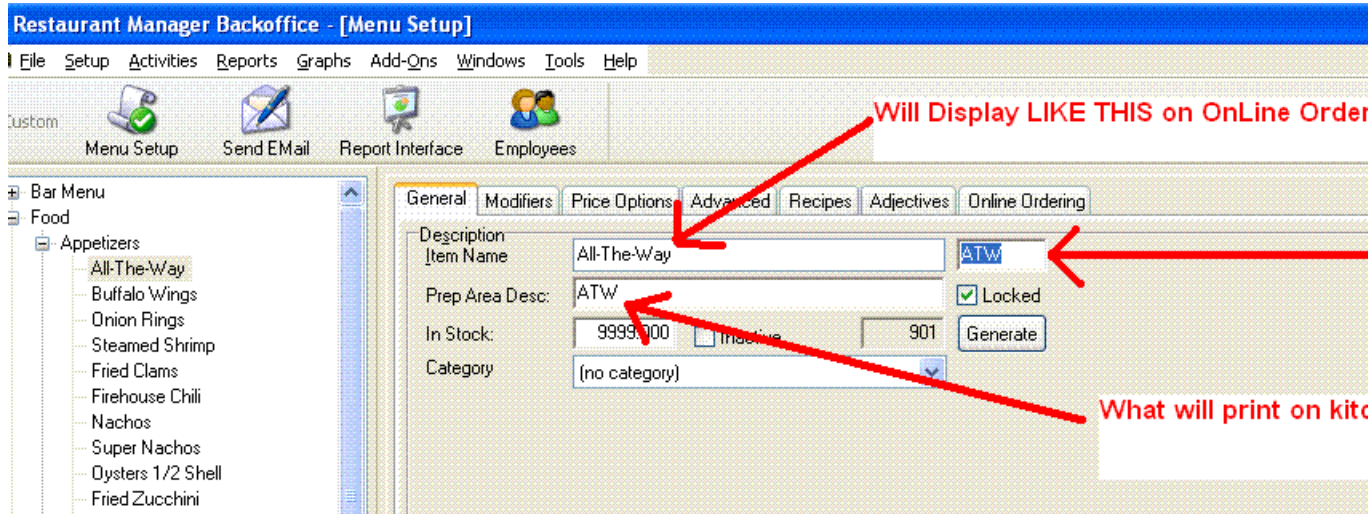 Restaurant Manager Backoffice - [Menu Setup]
File Setup Activities Reports Graphs Add-Ons Windows Tools Help
Custom
Menu Setup Send EMail Report Interface Employees
Will Display LIKE THIS on OnLine Order
Bar Menu
Food
Appetizers
All-The-Way
Buffalo Wings
Onion Rings
Steamed Shrimp
Fried Clams
Firehouse Chili
Nachos
Super Nachos
Oysters 1/2 Shell
Fried Zucchini
General Modifiers Price Options Advanced Recipes Adjectives Online Ordering
Description
Item Name All-The-Way ATW
Prep Area Desc: ATW Locked
In Stock: 9999.000 Inactive 901 Generate
Category (no category)
What will print on kitc